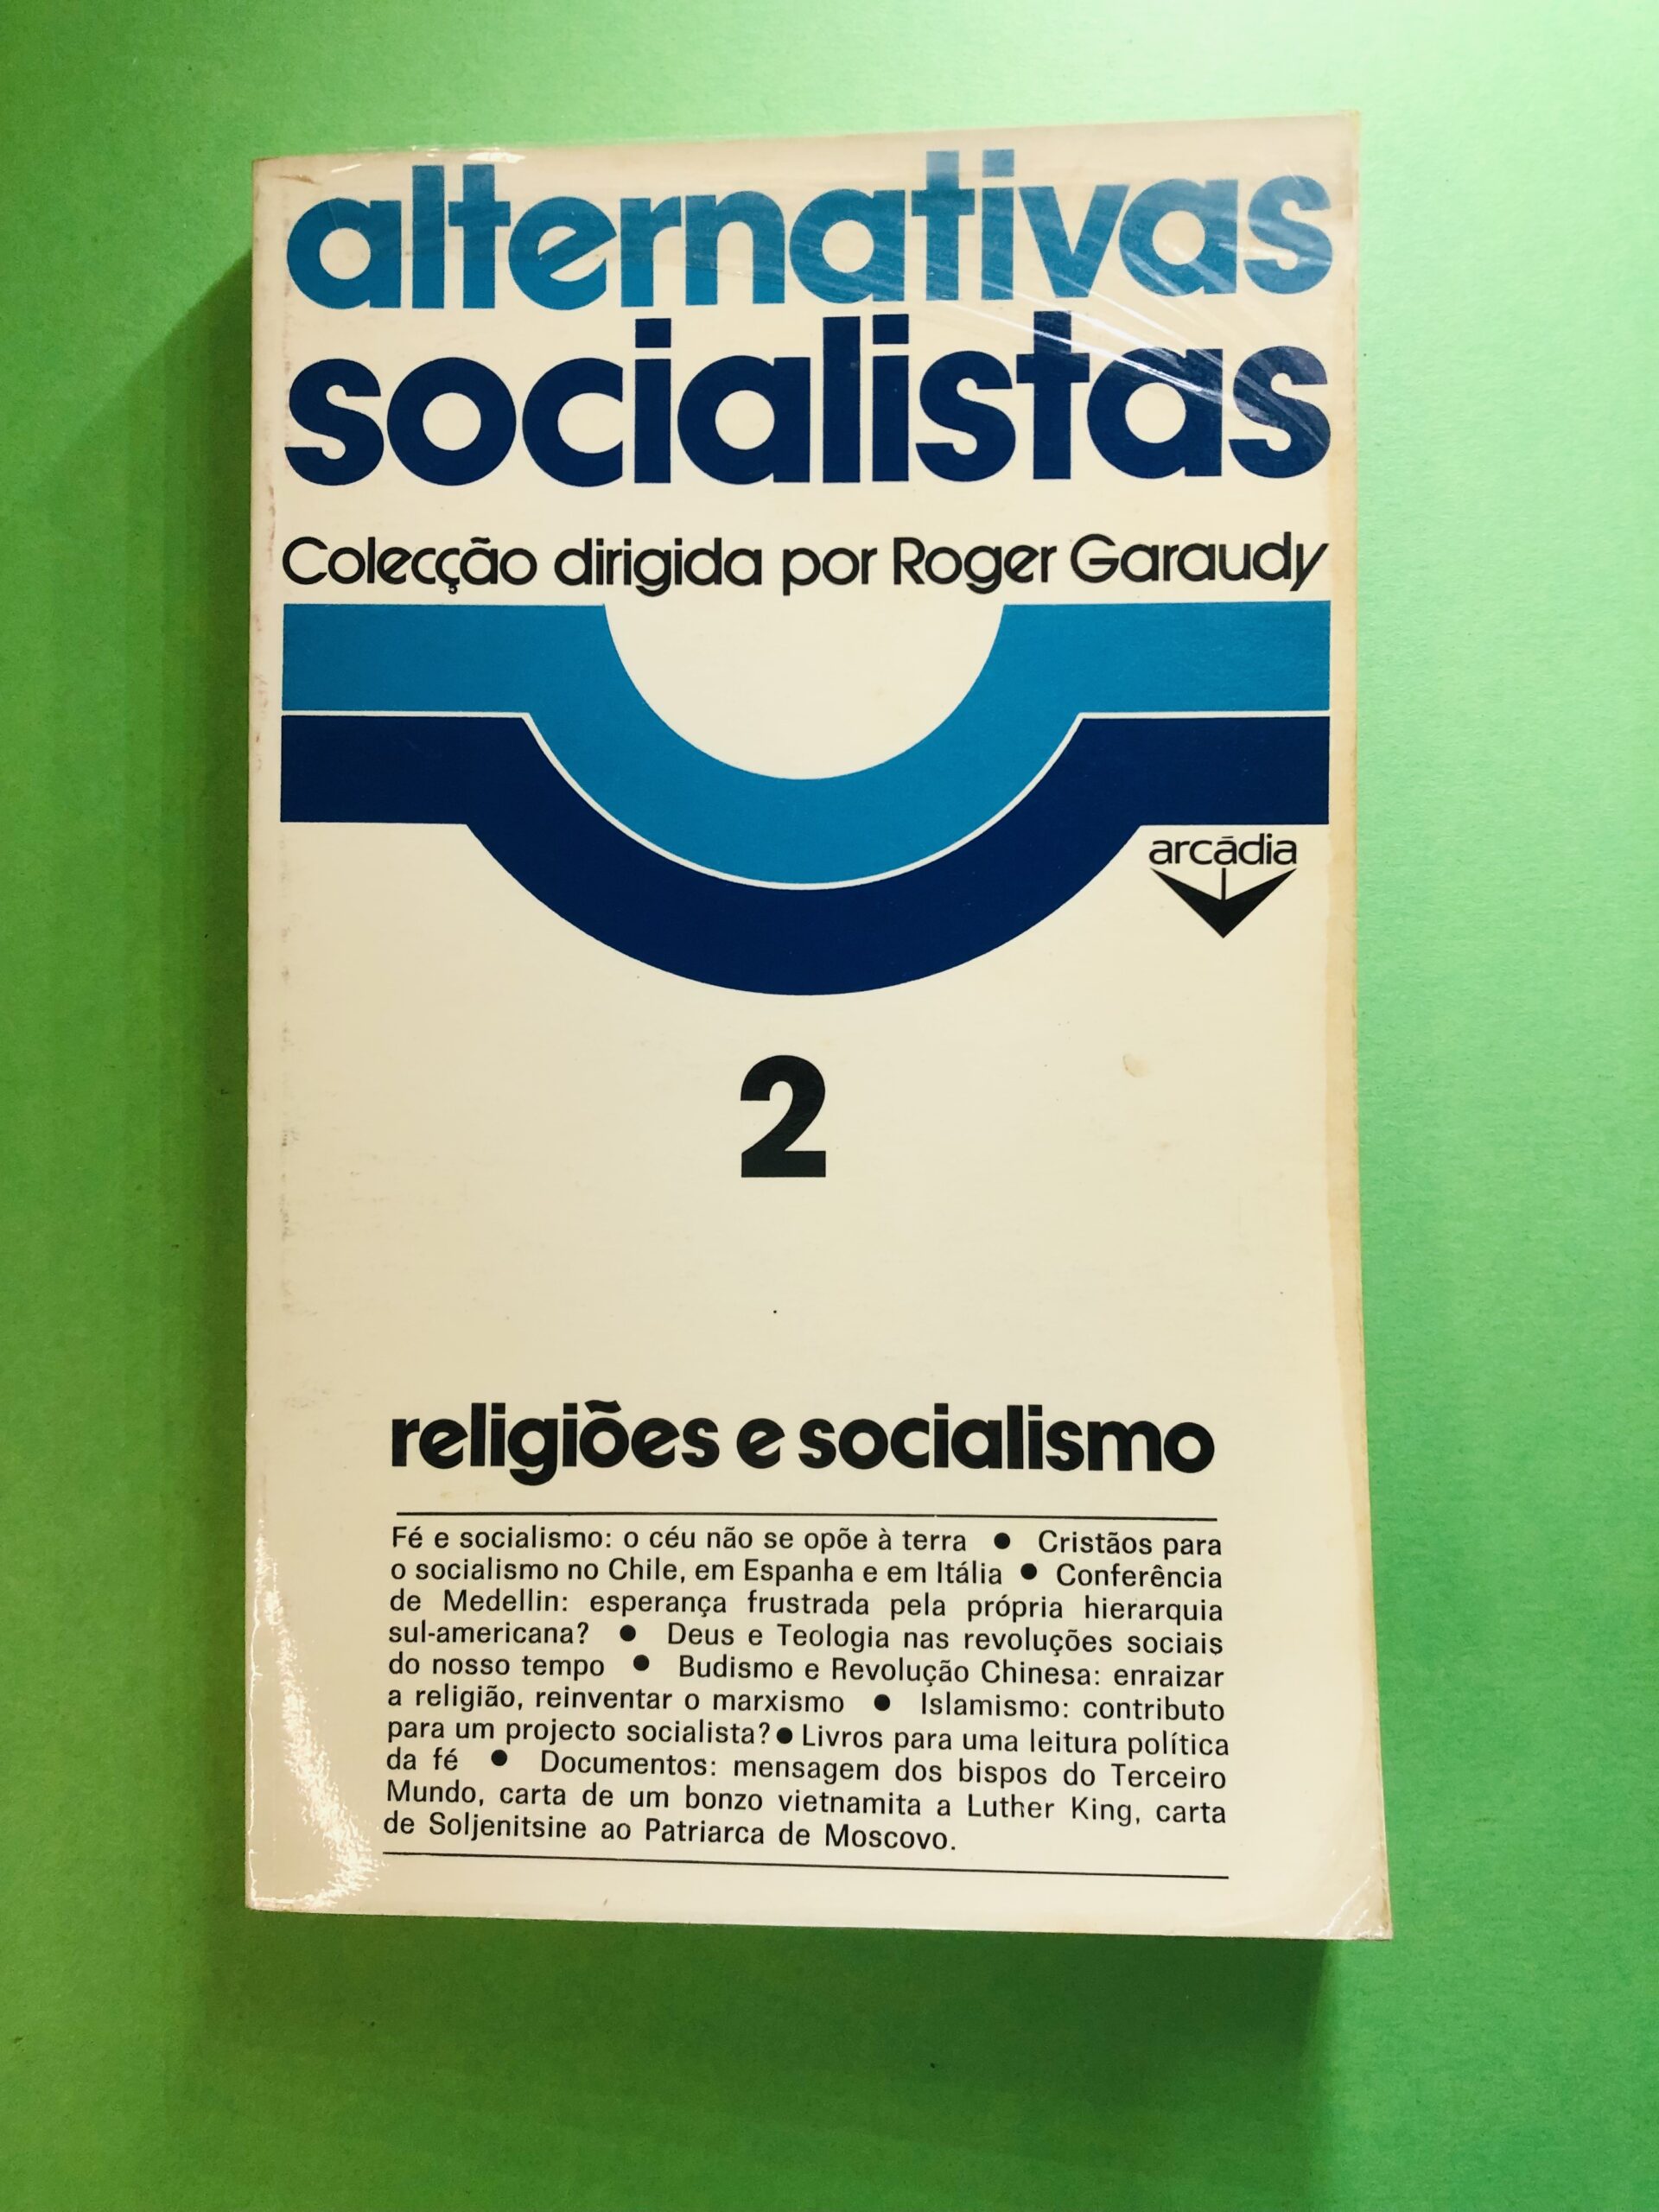 alternativas
socialistas
Colecção dirigida por Roger Garaudy
arcádia
2
religiões e socialismo
Fé e socialismo: o céu não se opõe à terra ● Cristãos para
o socialismo no Chile, em Espanha e em Itália ● Conferência
de Medellin: esperança frustrada pela própria hierarquia
sul-americana? ● Deus e Teologia nas revoluções sociais
do nosso tempo ● Budismo e Revolução Chinesa: enraizar
a religião, reinventar o marxismo ● Islamismo: contributo
para um projecto socialista? ● Livros para uma leitura política
da fé ● Documentos: mensagem dos bispos do Terceiro
Mundo, carta de um bonzo vietnamita a Luther King, carta
de Soljenitsine ao Patriarca de Moscovo.